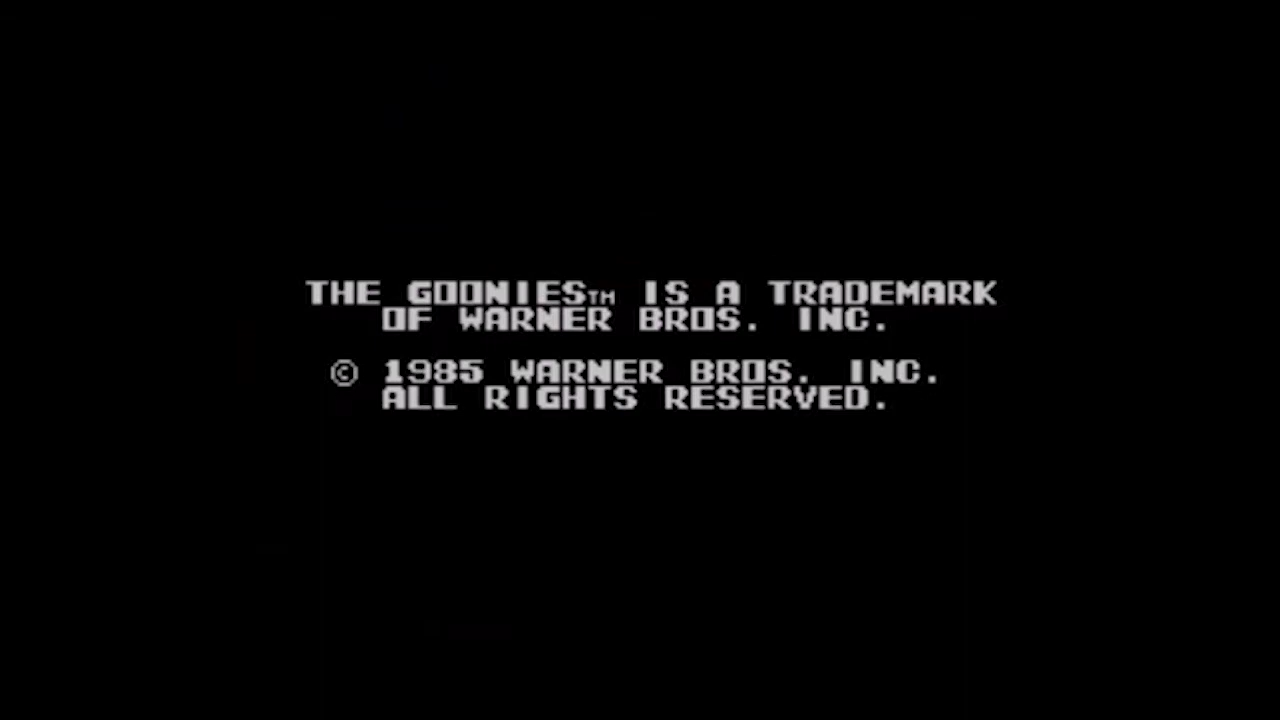 THE GOONIES™ IS A TRADEMARK
OF WARNER BROS. INC.
© 1985 WARNER BROS. INC.
ALL RIGHTS RESERVED.